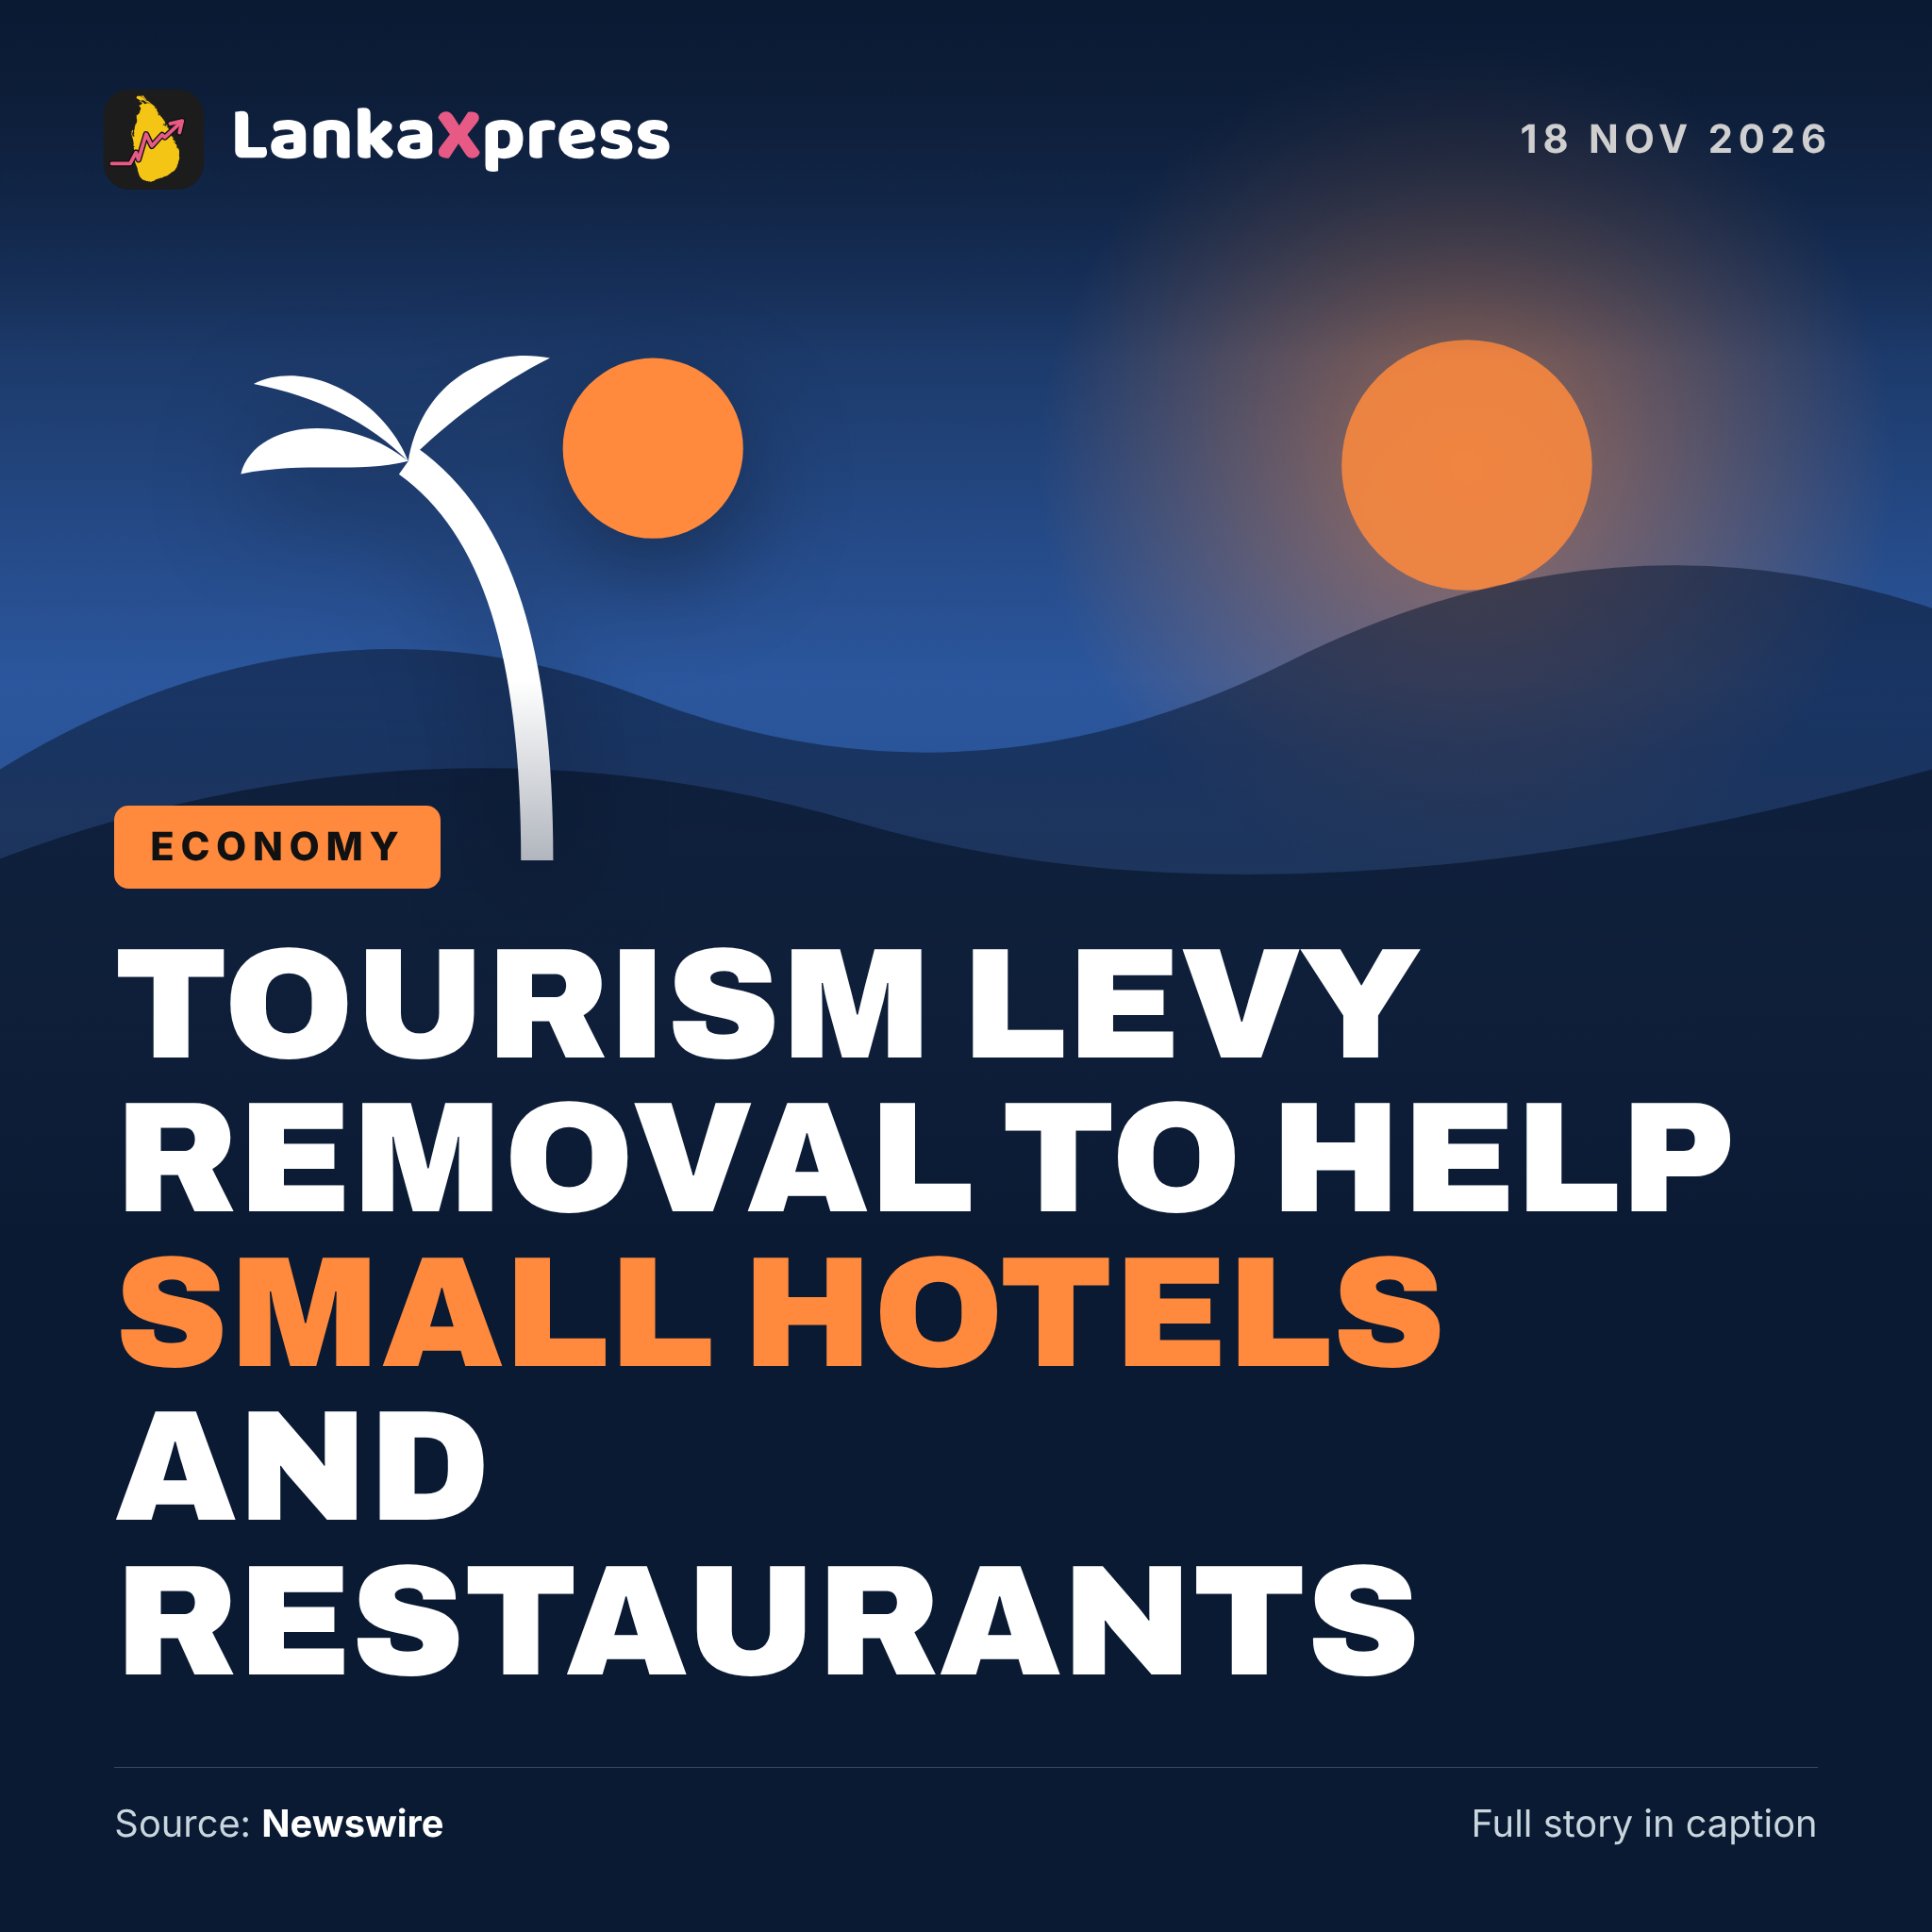 LankaXpress
18 NOV 2026
ECONOMY
TOURISM LEVY
REMOVAL TO HELP
SMALL HOTELS
AND
RESTAURANTS
Source: Newswire
Full story in caption